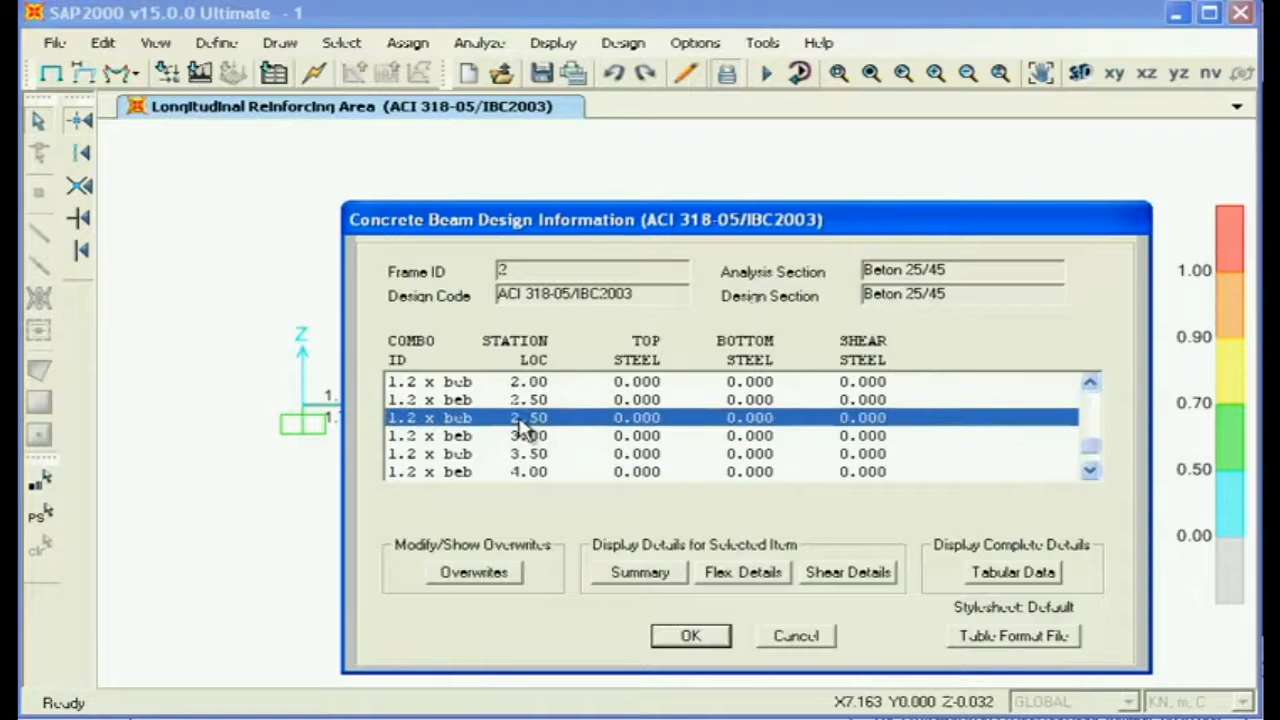 SAP2000 v15.0.0 Ultimate - 1
File Edit View Define Draw Select Assign Analyze Display Design Options Tools Help
xy xz yz nv
Longitudinal Reinforcing Area (ACI 318-05/IBC2003)
Concrete Beam Design Information (ACI 318-05/IBC2003)
Frame ID 2 Analysis Section Beton 25/45
Design Code ACI 318-05/IBC2003 Design Section Beton 25/45
COMBO STATION TOP BOTTOM SHEAR
ID LOC STEEL STEEL STEEL
1.2 x beb 2.00 0.000 0.000 0.000
1.2 x beb 2.50 0.000 0.000 0.000
1.2 x beb 2.50 0.000 0.000 0.000
1.2 x beb 3.00 0.000 0.000 0.000
1.2 x beb 3.50 0.000 0.000 0.000
1.2 x beb 4.00 0.000 0.000 0.000
Modify/Show Overwrites Display Details for Selected Item Display Complete Details
Overwrites Summary Flex. Details Shear Details Tabular Data
Stylesheet: Default
OK Cancel Table Format File
Z
1.
1.00
0.90
0.70
0.50
0.00
PS
clr
Ready X7.163 Y0.000 Z-0.032 GLOBAL KN, m, C